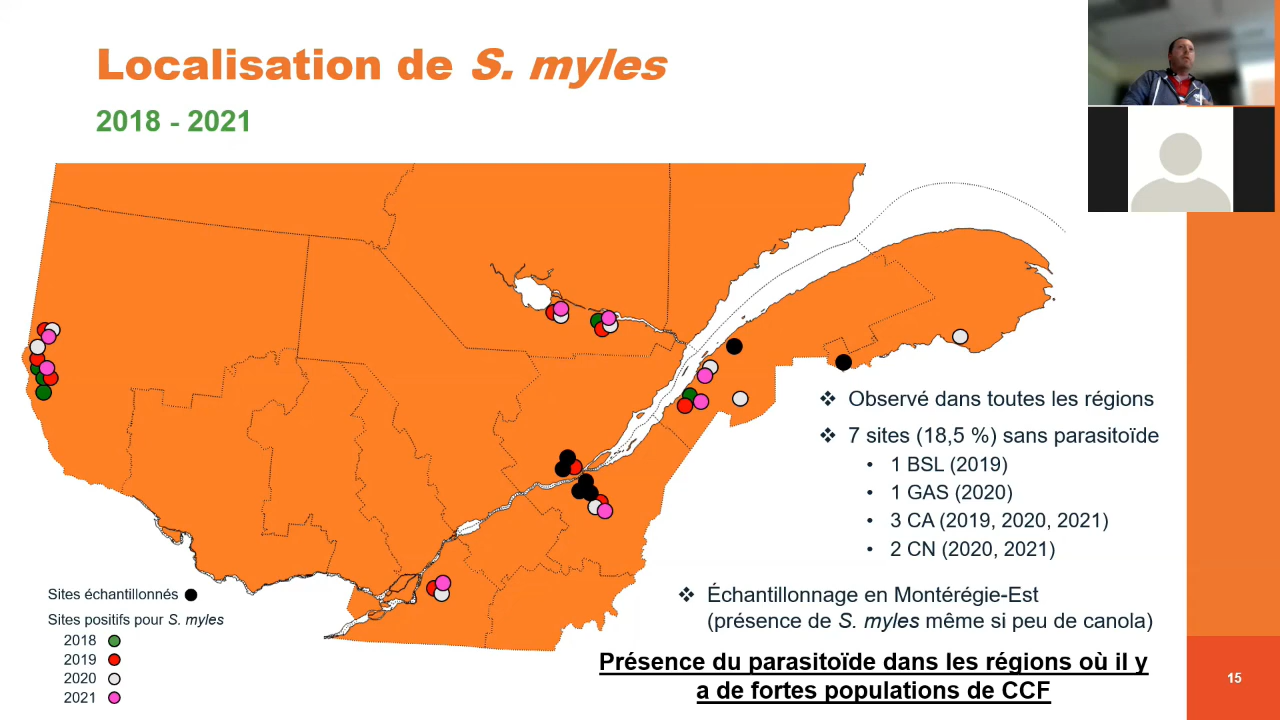 Localisation de S. myles
2018 - 2021
❖ Observé dans toutes les régions
❖ 7 sites (18,5 %) sans parasitoïde
• 1 BSL (2019)
• 1 GAS (2020)
• 3 CA (2019, 2020, 2021)
• 2 CN (2020, 2021)
❖ Échantillonnage en Montérégie-Est
(présence de S. myles même si peu de canola)
Présence du parasitoïde dans les régions où il y
a de fortes populations de CCF
Sites échantillonnés
Sites positifs pour S. myles
2018
2019
2020
2021
15